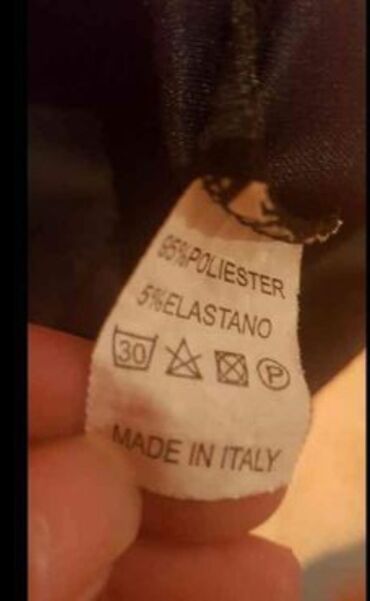 95%POLIESTER
5%ELASTANO
30 P
MADE IN ITALY